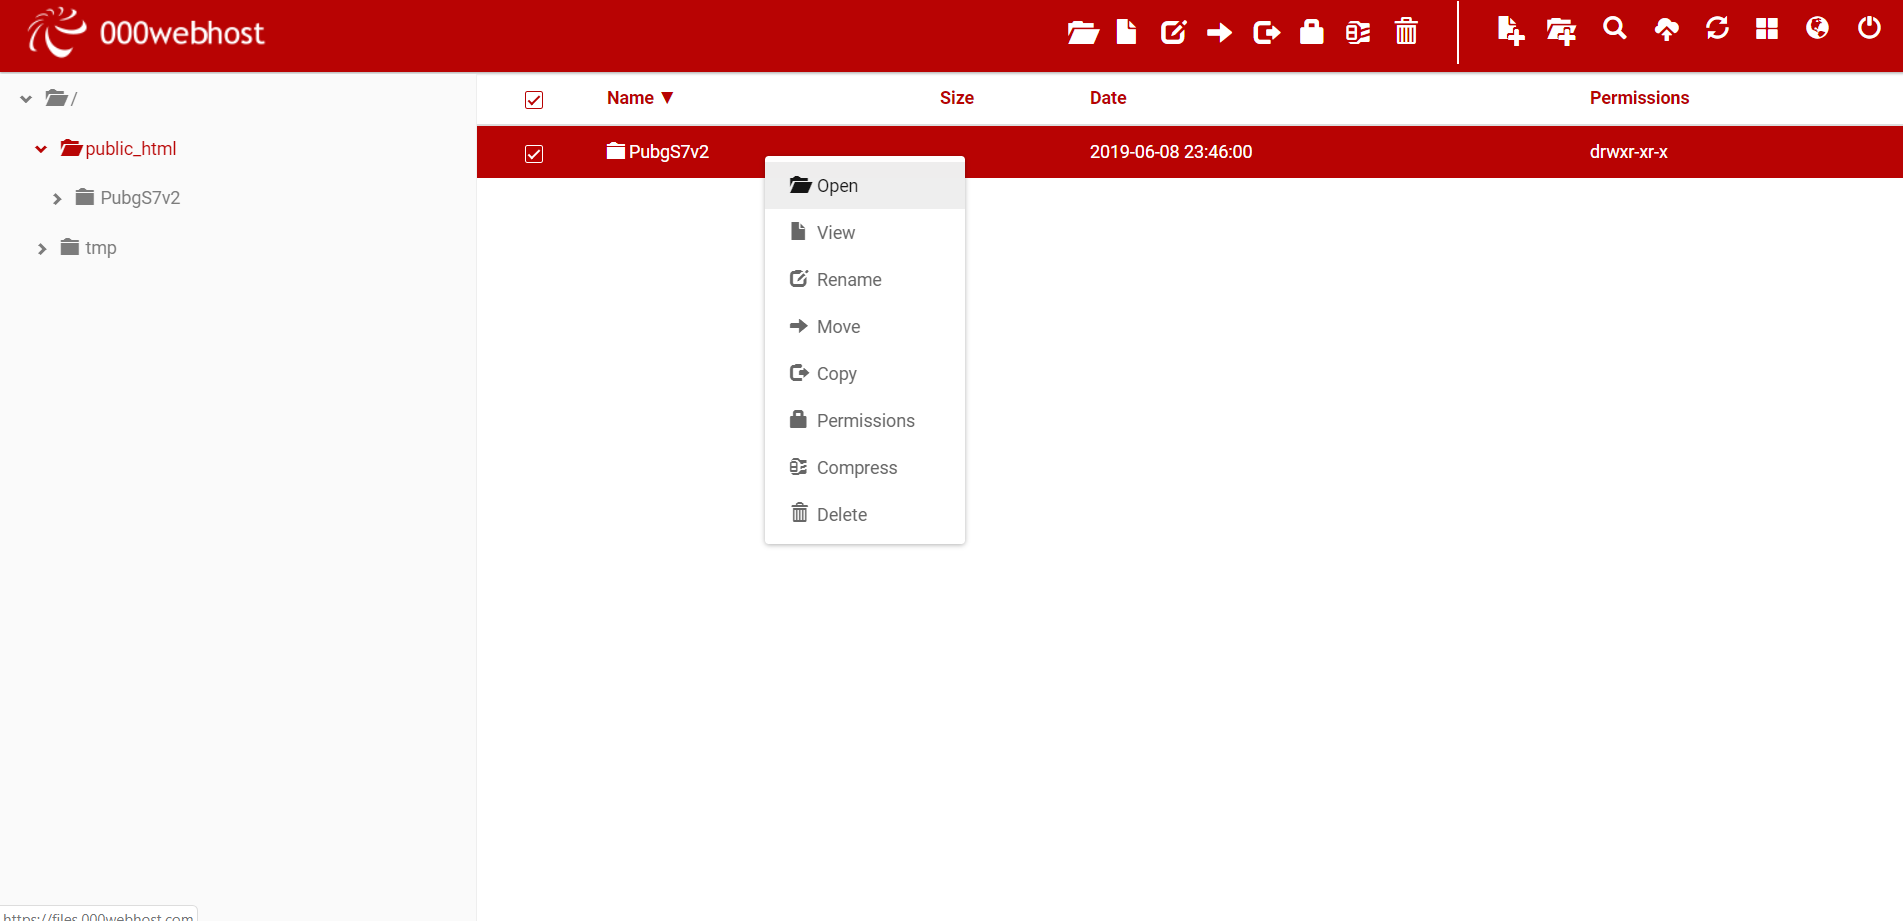 000webhost
/
public_html
PubgS7v2
tmp
Name ▼ Size Date Permissions
PubgS7v2 2019-06-08 23:46:00 drwxr-xr-x
Open
View
Rename
Move
Copy
Permissions
Compress
Delete
https://files.000webhost.com